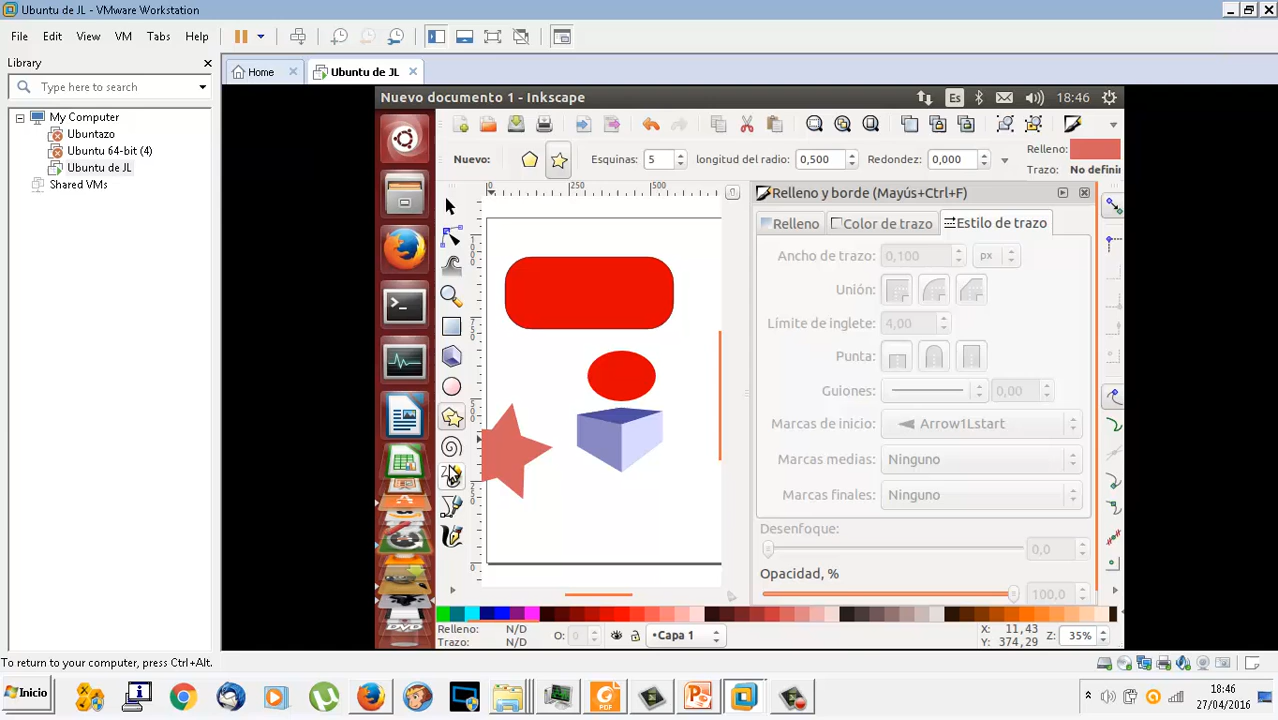 Ubuntu de JL - VMware Workstation
File Edit View VM Tabs Help
Library
Type here to search
My Computer
Ubuntazo
Ubuntu 64-bit (4)
Ubuntu de JL
Shared VMs
Home
Ubuntu de JL
Nuevo documento 1 - Inkscape
Es
18:46
Nuevo:
Esquinas: 5
longitud del radio: 0,500
Redondez: 0,000
Relleno:
Trazo: No defini
0 250 500
Relleno y borde (Mayús+Ctrl+F)
Relleno
Color de trazo
Estilo de trazo
Ancho de trazo: 0,100 px
Unión:
Límite de inglete: 4,00
Punta:
Guiones: 0,00
Marcas de inicio: Arrow1Lstart
Marcas medias: Ninguno
Marcas finales: Ninguno
Desenfoque:
0,0
Opacidad, %
100,0
Relleno: N/D
Trazo: N/D
O: 0
•Capa 1
X: 11,43
Y: 374,29
Z: 35%
To return to your computer, press Ctrl+Alt.
Inicio
PDF
18:46
27/04/2016